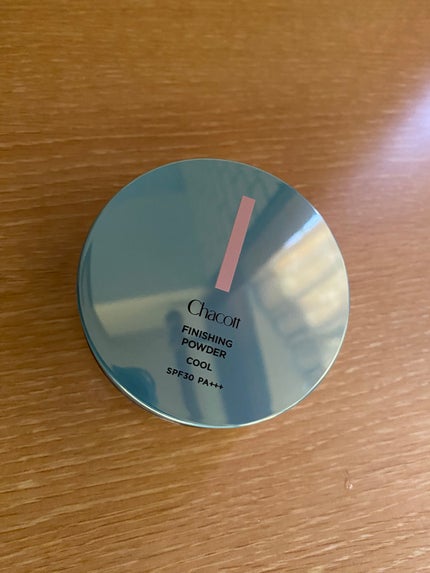 Chacott
FINISHING
POWDER
COOL
SPF30 PA+++